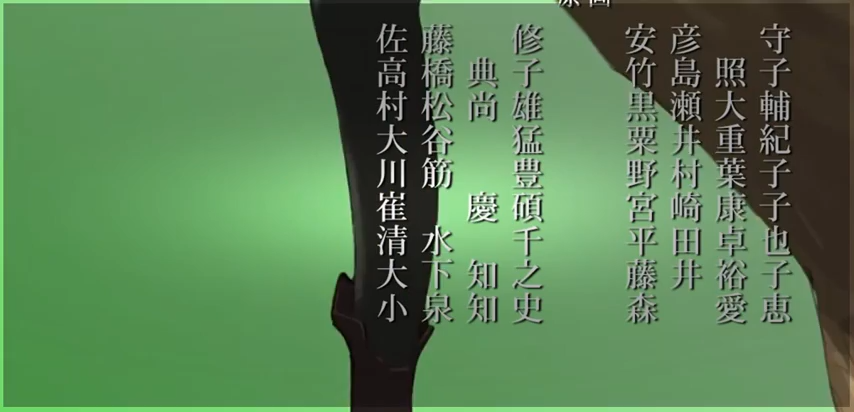 佐藤　修　安彦　守
高橋典子　竹島照子
村松尚雄　黒瀬大輔
大谷　猛　粟井重紀
川筋　豊　野村葉子
崔　慶碩　宮崎康子
清水　千　平田卓也
大下知之　藤井裕子
小泉知史　森　愛恵